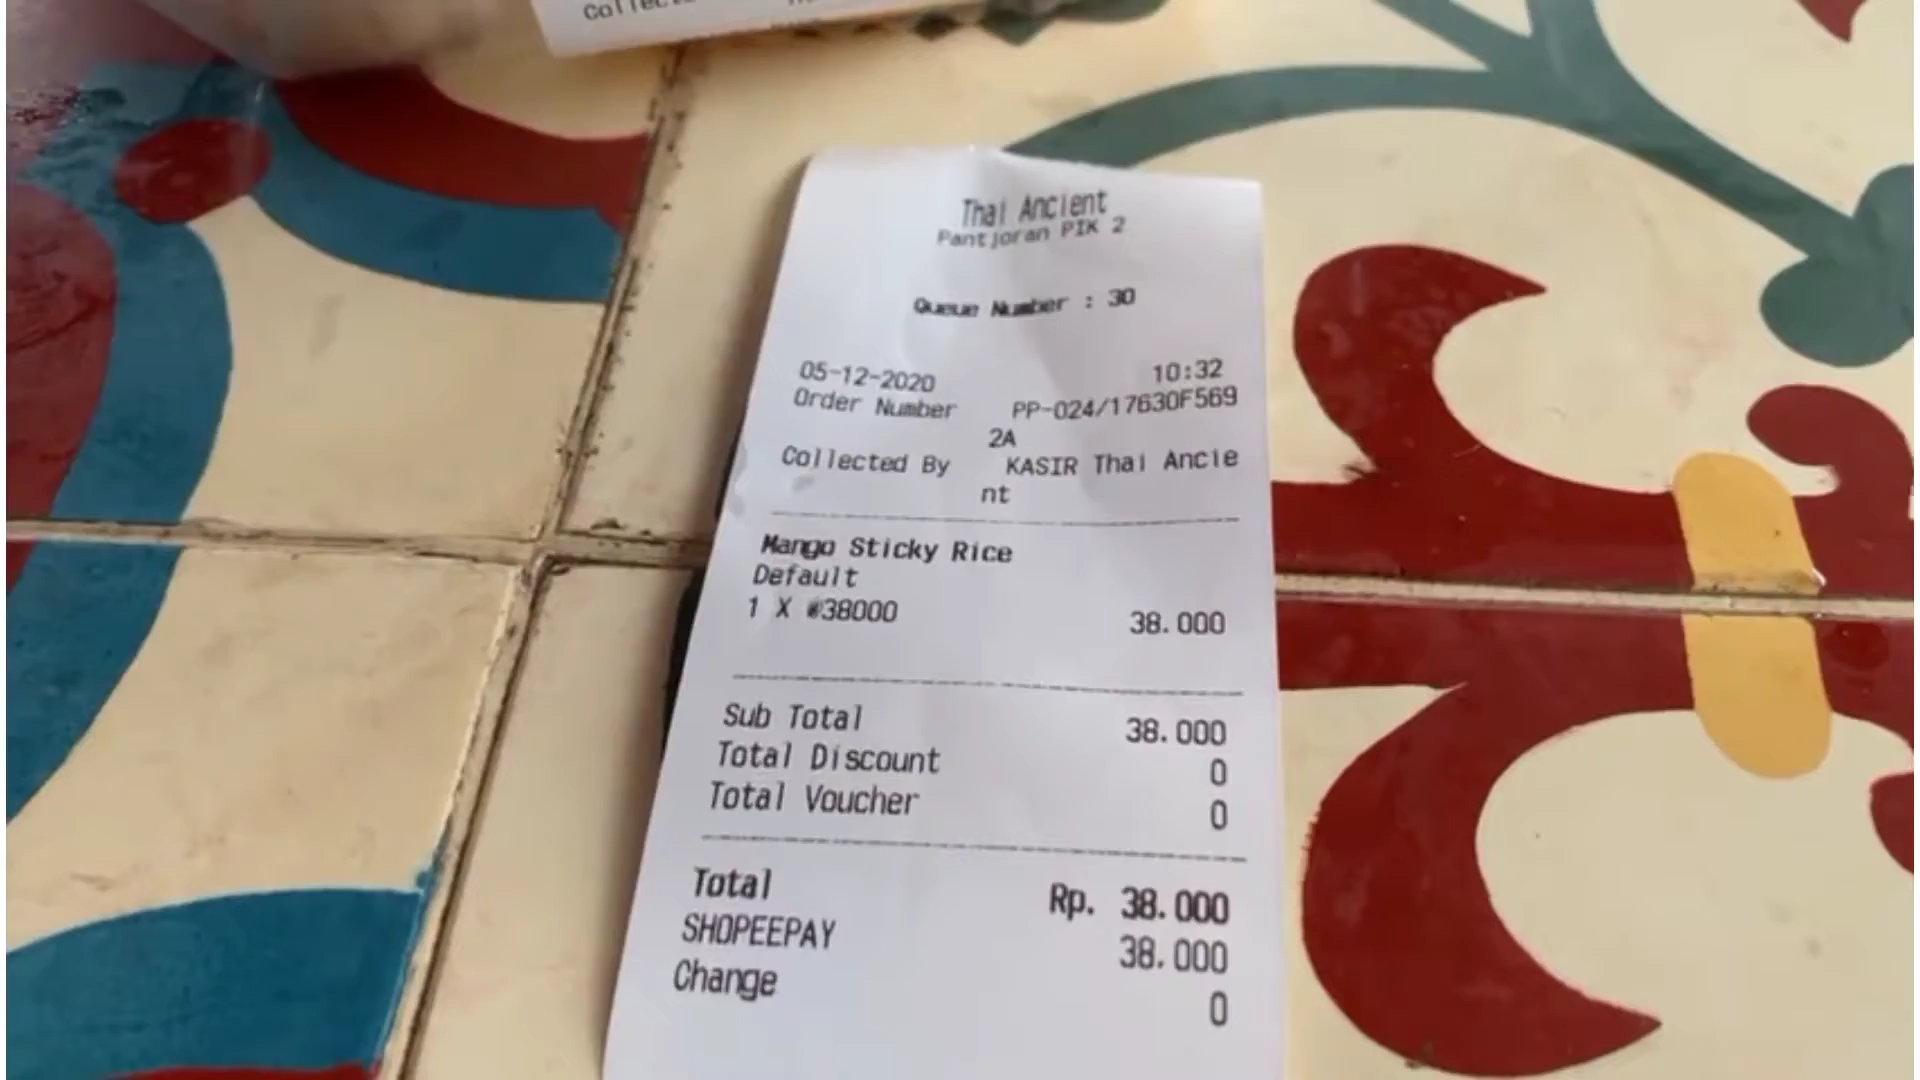 Collect
Thai Ancient
Pantjoran PIK 2
Queue Number : 30
05-12-2020 10:32
Order Number PP-024/17630F569
2A
Collected By KASIR Thai Ancie
nt
Mango Sticky Rice
Default
1 X @38000 38.000
Sub Total 38.000
Total Discount 0
Total Voucher 0
Total Rp. 38.000
SHOPEEPAY 38.000
Change 0